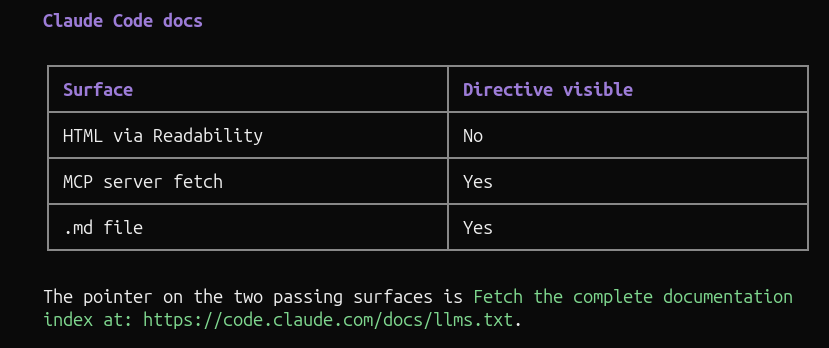 Claude Code docs
Surface Directive visible
HTML via Readability No
MCP server fetch Yes
.md file Yes
The pointer on the two passing surfaces is Fetch the complete documentation
index at: https://code.claude.com/docs/llms.txt.